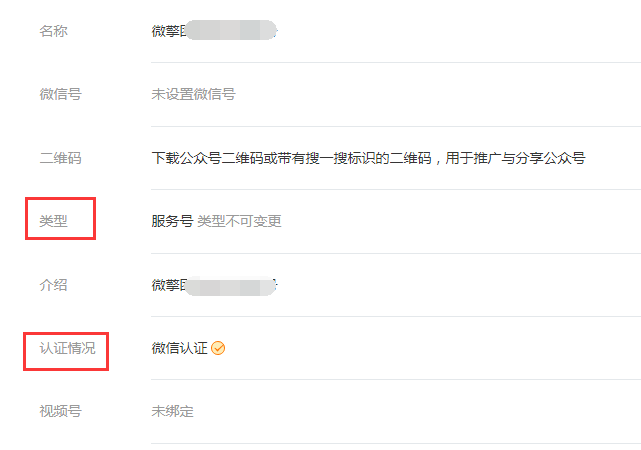 名称 微擎
微信号 未设置微信号
二维码 下载公众号二维码或带有搜一搜标识的二维码，用于推广与分享公众号
类型 服务号 类型不可变更
介绍 微擎
认证情况 微信认证
视频号 未绑定